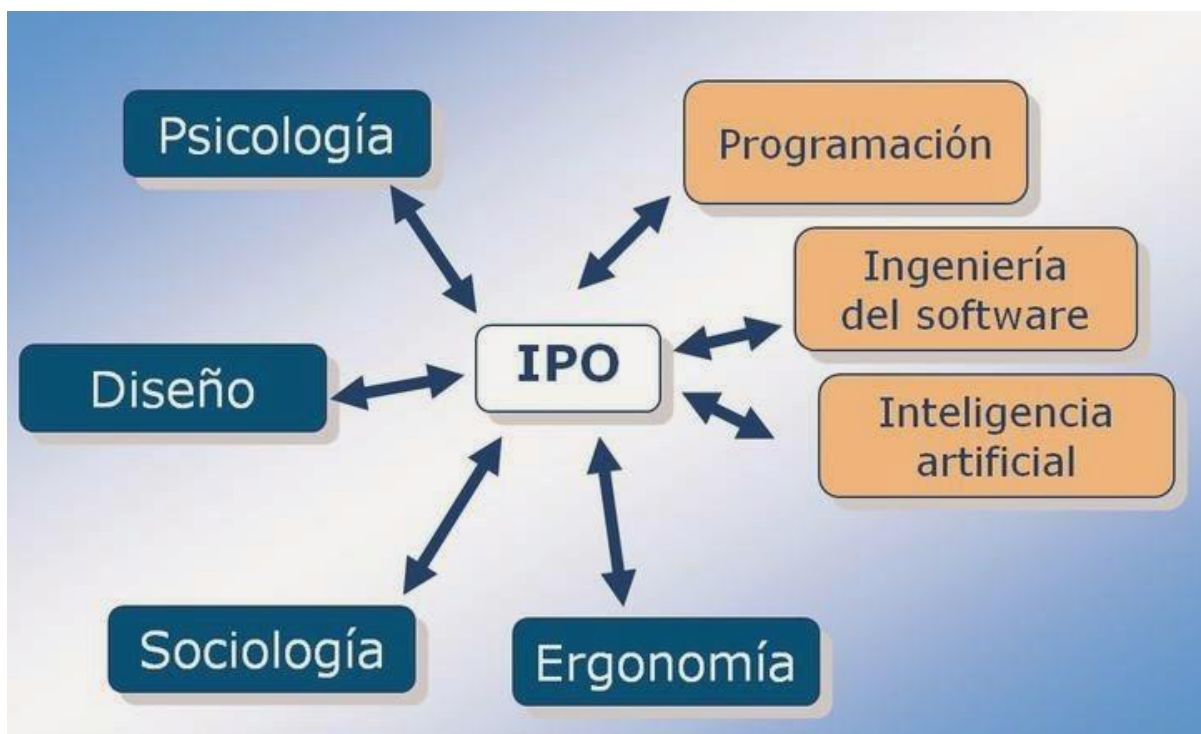 Psicología
Programación
Ingeniería
del software
IPO
Diseño
Inteligencia
artificial
Sociología
Ergonomía